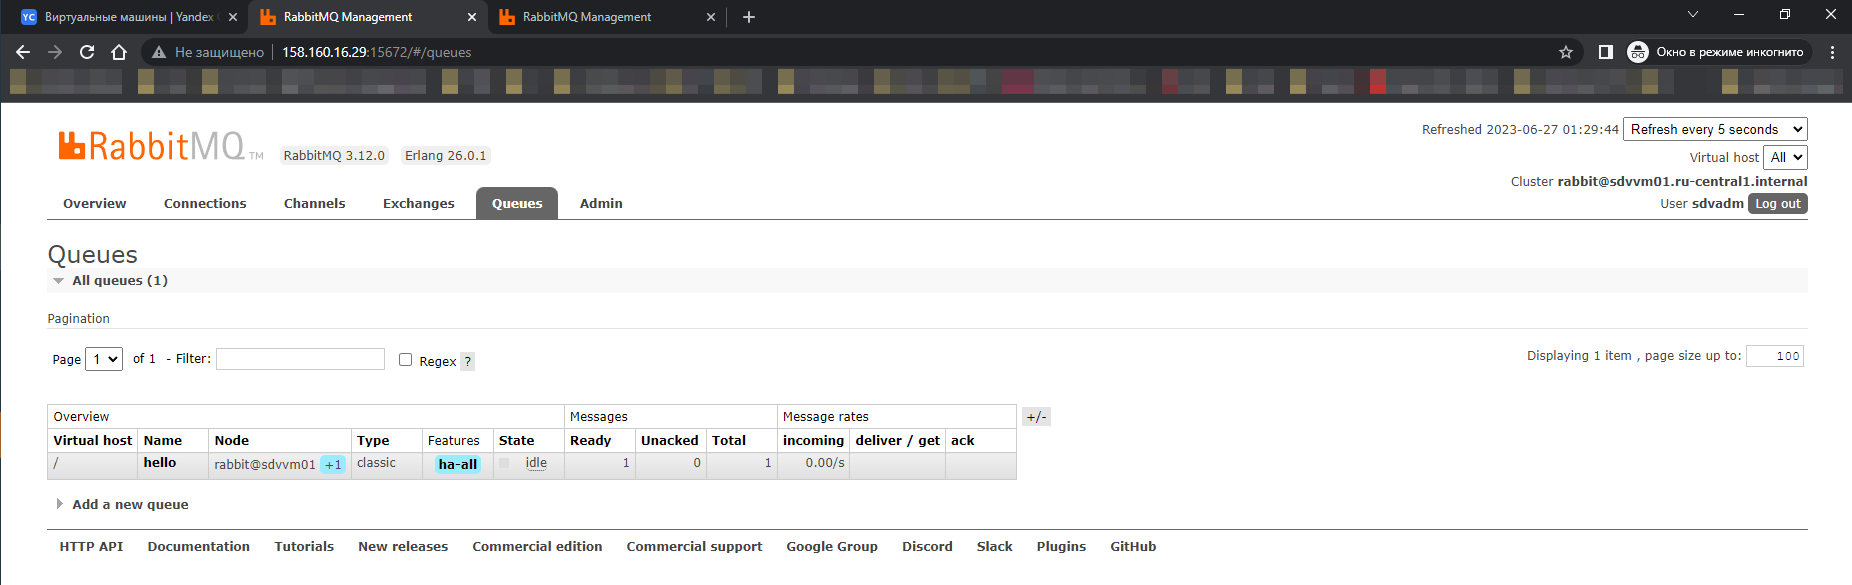 Виртуальные машины | Yandex
RabbitMQ Management
RabbitMQ Management
Не защищено
158.160.16.29:15672/#/queues
Окно в режиме инкогнито
RabbitMQ TM
RabbitMQ 3.12.0
Erlang 26.0.1
Refreshed 2023-06-27 01:29:44 Refresh every 5 seconds
Virtual host All
Cluster rabbit@sdvvm01.ru-central1.internal
User sdvadm Log out
Overview Connections Channels Exchanges Queues Admin
Queues
All queues (1)
Pagination
Page 1 of 1 - Filter: Regex ?
Displaying 1 item , page size up to: 100
Overview Messages Message rates +/-
Virtual host Name Node Type Features State Ready Unacked Total incoming deliver / get ack
/ hello rabbit@sdvvm01 +1 classic ha-all idle 1 0 1 0.00/s
Add a new queue
HTTP API Documentation Tutorials New releases Commercial edition Commercial support Google Group Discord Slack Plugins GitHub